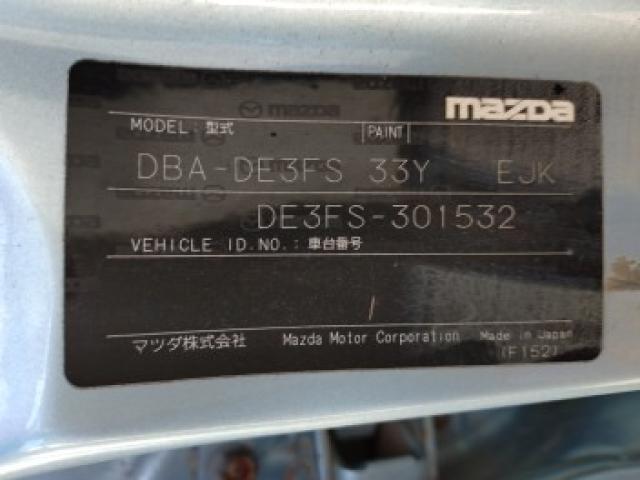 mazda
mazda
MODEL:型式 |PAINT|
DBA-DE3FS 33Y EJK
DE3FS-301532
VEHICLE ID.NO.:車台番号
マツダ株式会社 Mazda Motor Corporation Made in Japan
(F152)